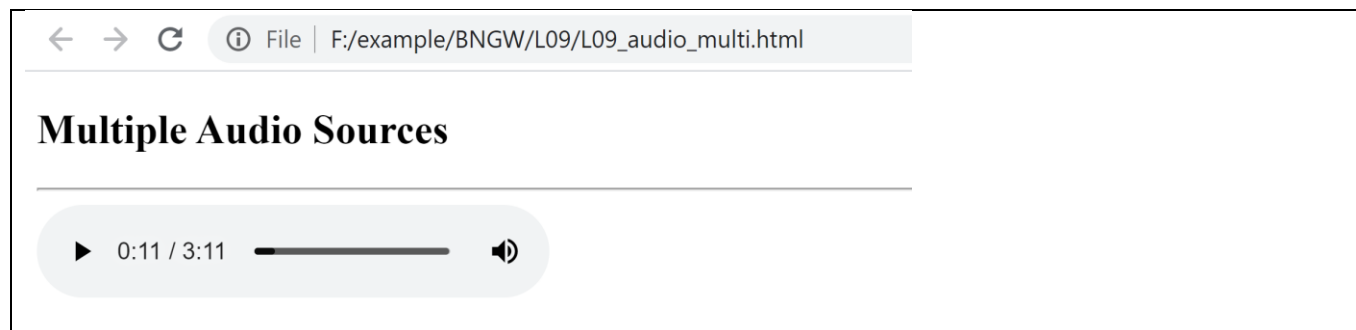 File F:/example/BNGW/L09/L09_audio_multi.html
Multiple Audio Sources
0:11 / 3:11